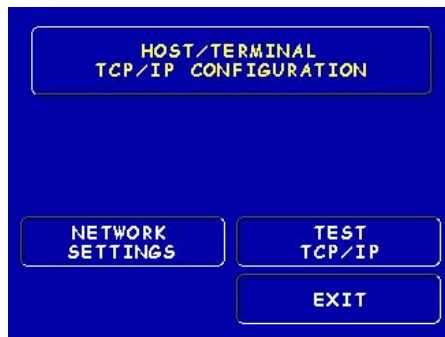 HOST/TERMINAL
TCP/IP CONFIGURATION
NETWORK
SETTINGS
TEST
TCP/IP
EXIT